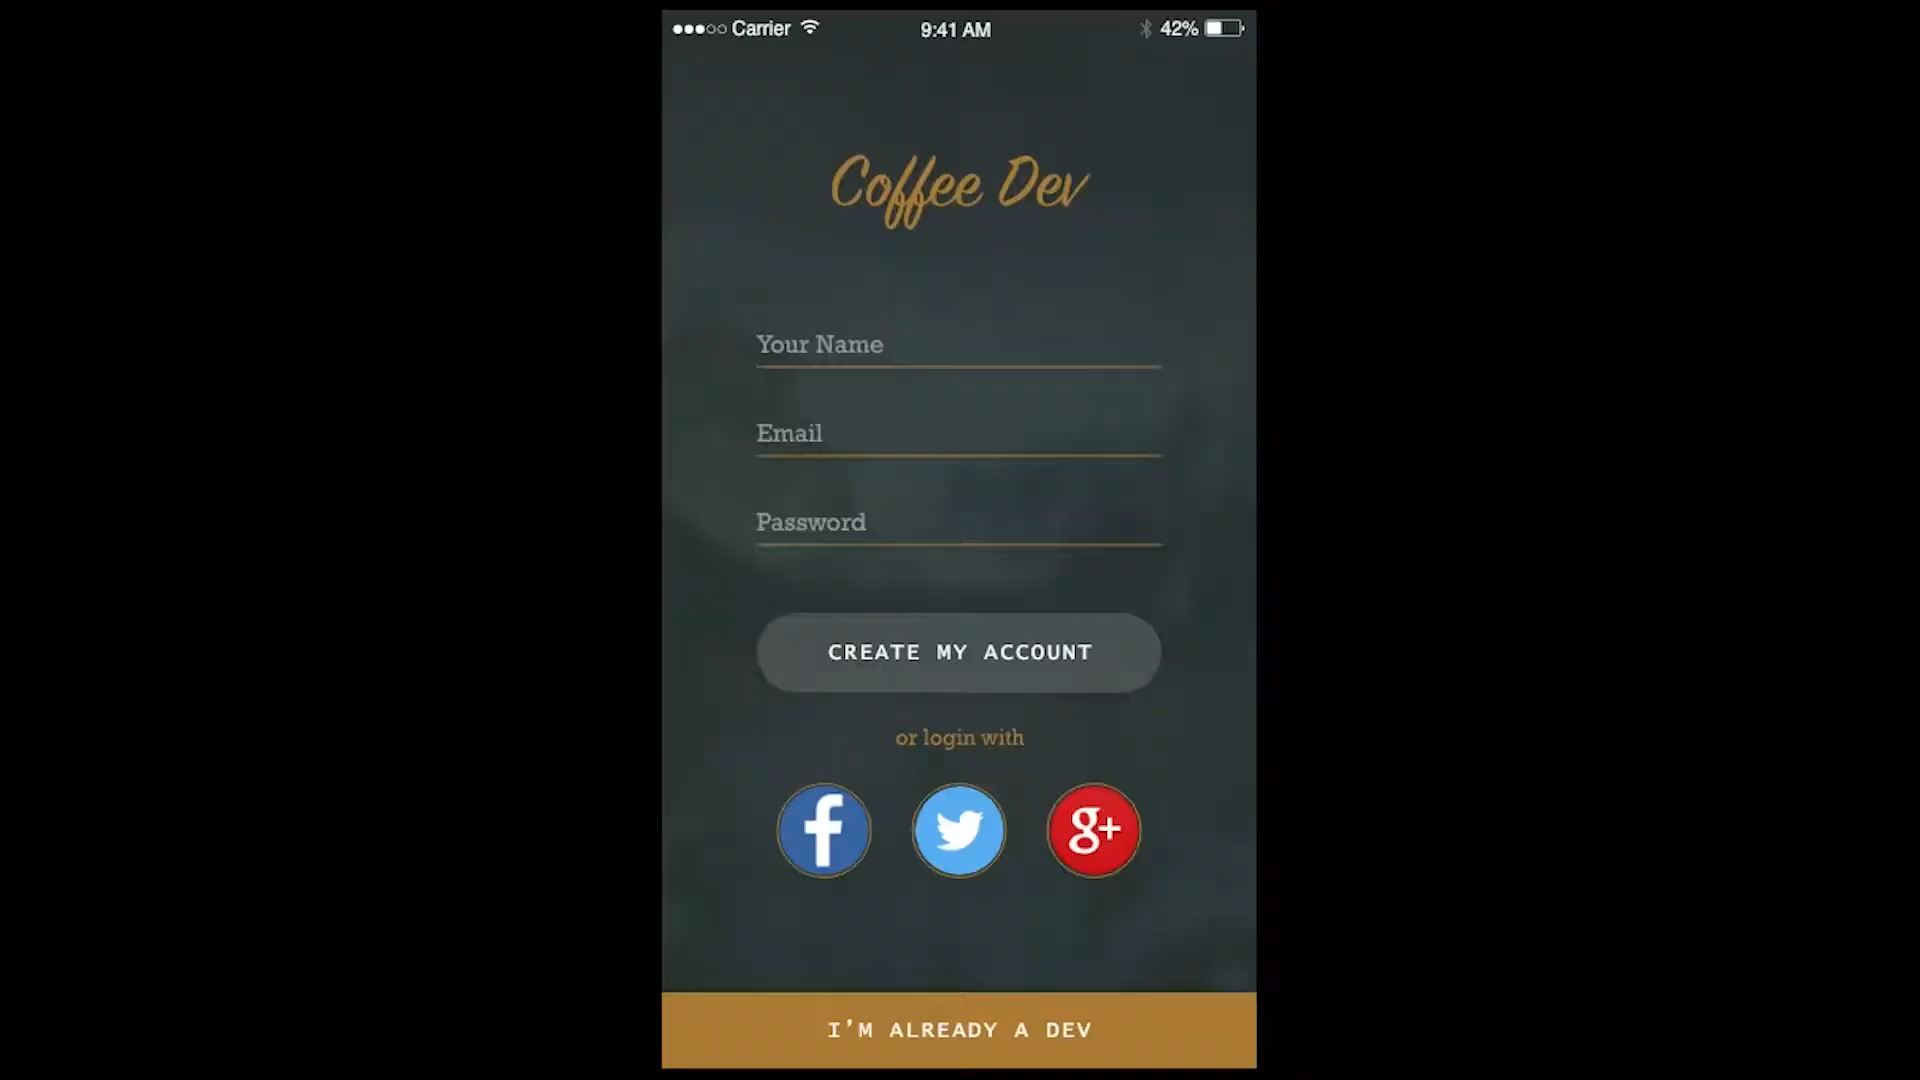 Carrier 9:41 AM 42%
Coffee Dev
Your Name
Email
Password
CREATE MY ACCOUNT
or login with
f g+
I'M ALREADY A DEV